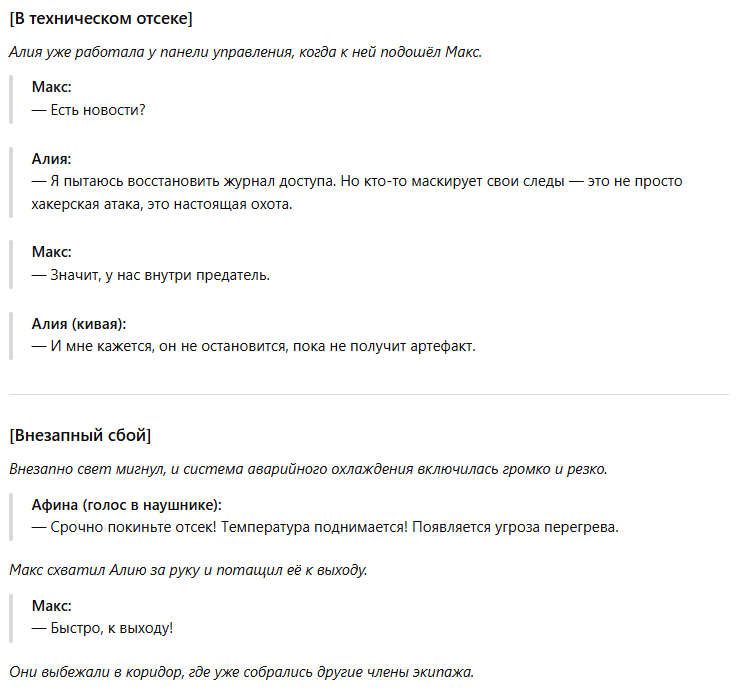 [В техническом отсеке]
Алия уже работала у панели управления, когда к ней подошёл Макс.
Макс:
— Есть новости?
Алия:
— Я пытаюсь восстановить журнал доступа. Но кто-то маскирует свои следы — это не просто
хакерская атака, это настоящая охота.
Макс:
— Значит, у нас внутри предатель.
Алия (кивая):
— И мне кажется, он не остановится, пока не получит артефакт.
[Внезапный сбой]
Внезапно свет мигнул, и система аварийного охлаждения включилась громко и резко.
Афина (голос в наушнике):
— Срочно покиньте отсек! Температура поднимается! Появляется угроза перегрева.
Макс схватил Алию за руку и потащил её к выходу.
Макс:
— Быстро, к выходу!
Они выбежали в коридор, где уже собрались другие члены экипажа.